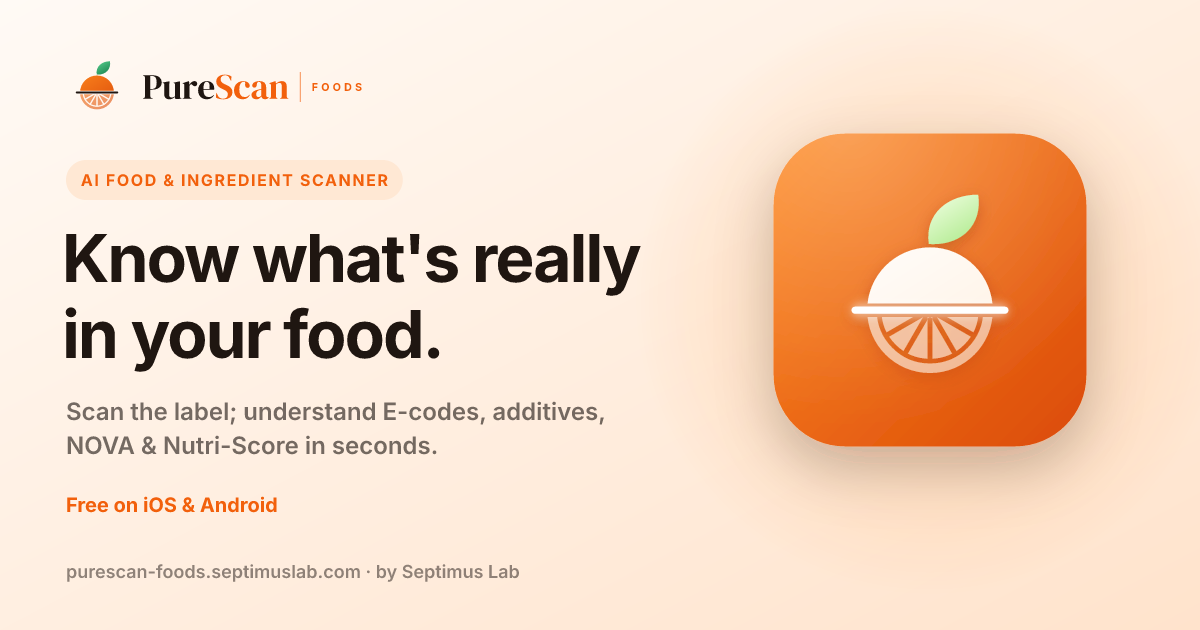 PureScan | FOODS
AI FOOD & INGREDIENT SCANNER
Know what's really
in your food.
Scan the label; understand E-codes, additives,
NOVA & Nutri-Score in seconds.
Free on iOS & Android
purescan-foods.septimuslab.com · by Septimus Lab